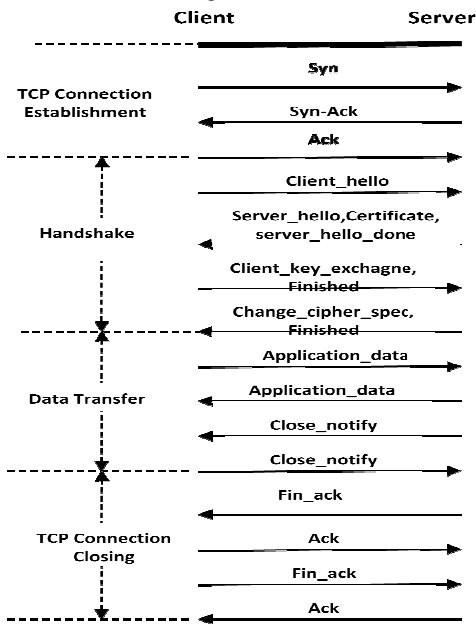 Client Server
Syn
TCP Connection
Establishment
Syn-Ack
Ack
Client_hello
Handshake
Server_hello,Certificate,
server_hello_done
Client_key_exchagne,
Finished
Change_cipher_spec,
Finished
Application_data
Data Transfer
Application_data
Close_notify
Close_notify
Fin_ack
TCP Connection
Closing
Ack
Fin_ack
Ack